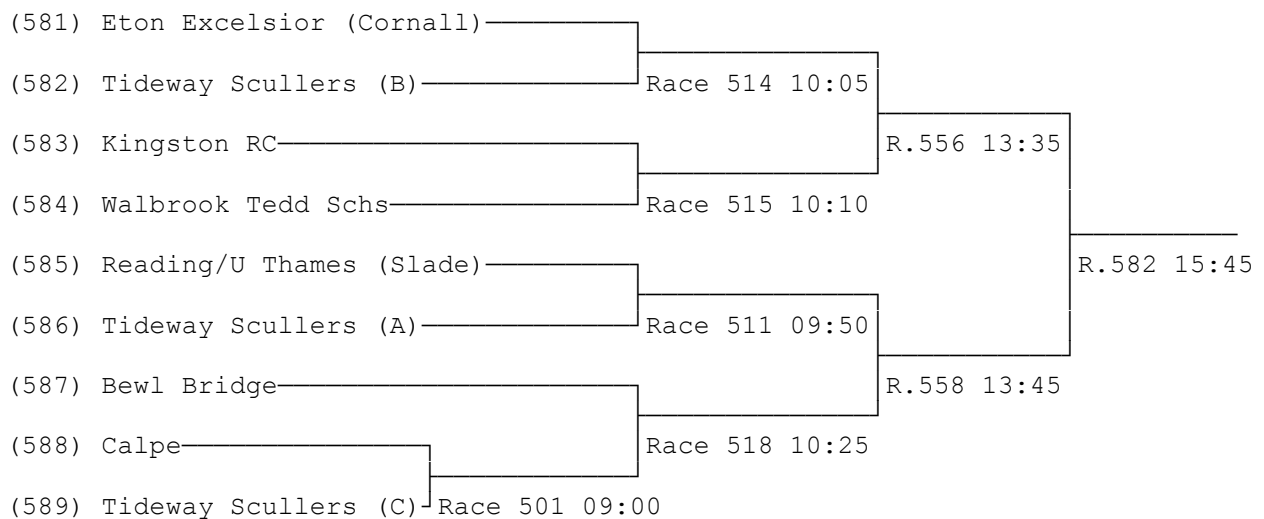 (581) Eton Excelsior (Cornall)
(582) Tideway Scullers (B) Race 514 10:05
(583) Kingston RC R.556 13:35
(584) Walbrook Tedd Schs Race 515 10:10
(585) Reading/U Thames (Slade) R.582 15:45
(586) Tideway Scullers (A) Race 511 09:50
(587) Bewl Bridge R.558 13:45
(588) Calpe Race 518 10:25
(589) Tideway Scullers (C) Race 501 09:00